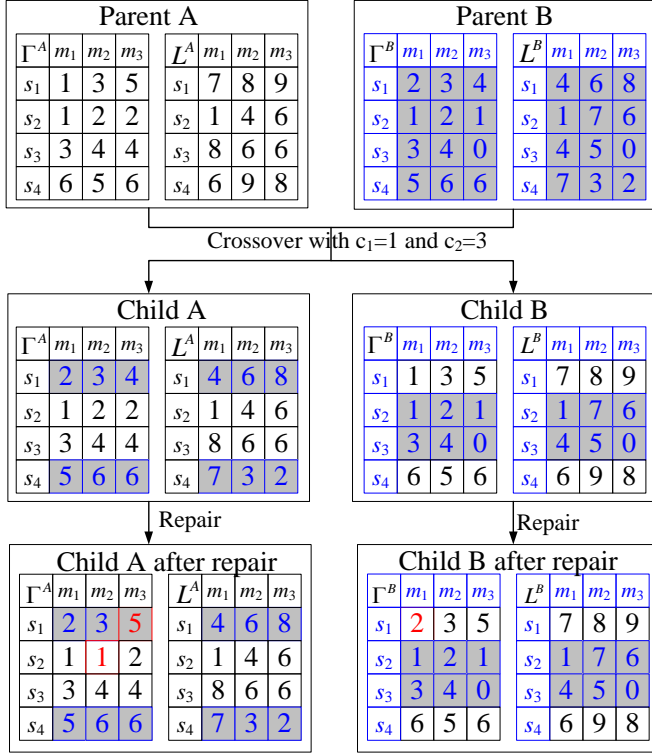 Parent A
Γ^A m₁ m₂ m₃
s₁ 1 3 5
s₂ 1 2 2
s₃ 3 4 4
s₄ 6 5 6
L^A m₁ m₂ m₃
s₁ 7 8 9
s₂ 1 4 6
s₃ 8 6 6
s₄ 6 9 8
Parent B
Γ^B m₁ m₂ m₃
s₁ 2 3 4
s₂ 1 2 1
s₃ 3 4 0
s₄ 5 6 6
L^B m₁ m₂ m₃
s₁ 4 6 8
s₂ 1 7 6
s₃ 4 5 0
s₄ 7 3 2
Crossover with c₁=1 and c₂=3
Child A
Γ^A m₁ m₂ m₃
s₁ 2 3 4
s₂ 1 2 2
s₃ 3 4 4
s₄ 5 6 6
L^A m₁ m₂ m₃
s₁ 4 6 8
s₂ 1 4 6
s₃ 8 6 6
s₄ 7 3 2
Child B
Γ^B m₁ m₂ m₃
s₁ 1 3 5
s₂ 1 2 1
s₃ 3 4 0
s₄ 6 5 6
L^B m₁ m₂ m₃
s₁ 7 8 9
s₂ 1 7 6
s₃ 4 5 0
s₄ 6 9 8
Repair
Repair
Child A after repair
Γ^A m₁ m₂ m₃
s₁ 2 3 5
s₂ 1 1 2
s₃ 3 4 4
s₄ 5 6 6
L^A m₁ m₂ m₃
s₁ 4 6 8
s₂ 1 4 6
s₃ 8 6 6
s₄ 7 3 2
Child B after repair
Γ^B m₁ m₂ m₃
s₁ 2 3 5
s₂ 1 2 1
s₃ 3 4 0
s₄ 6 5 6
L^B m₁ m₂ m₃
s₁ 7 8 9
s₂ 1 7 6
s₃ 4 5 0
s₄ 6 9 8